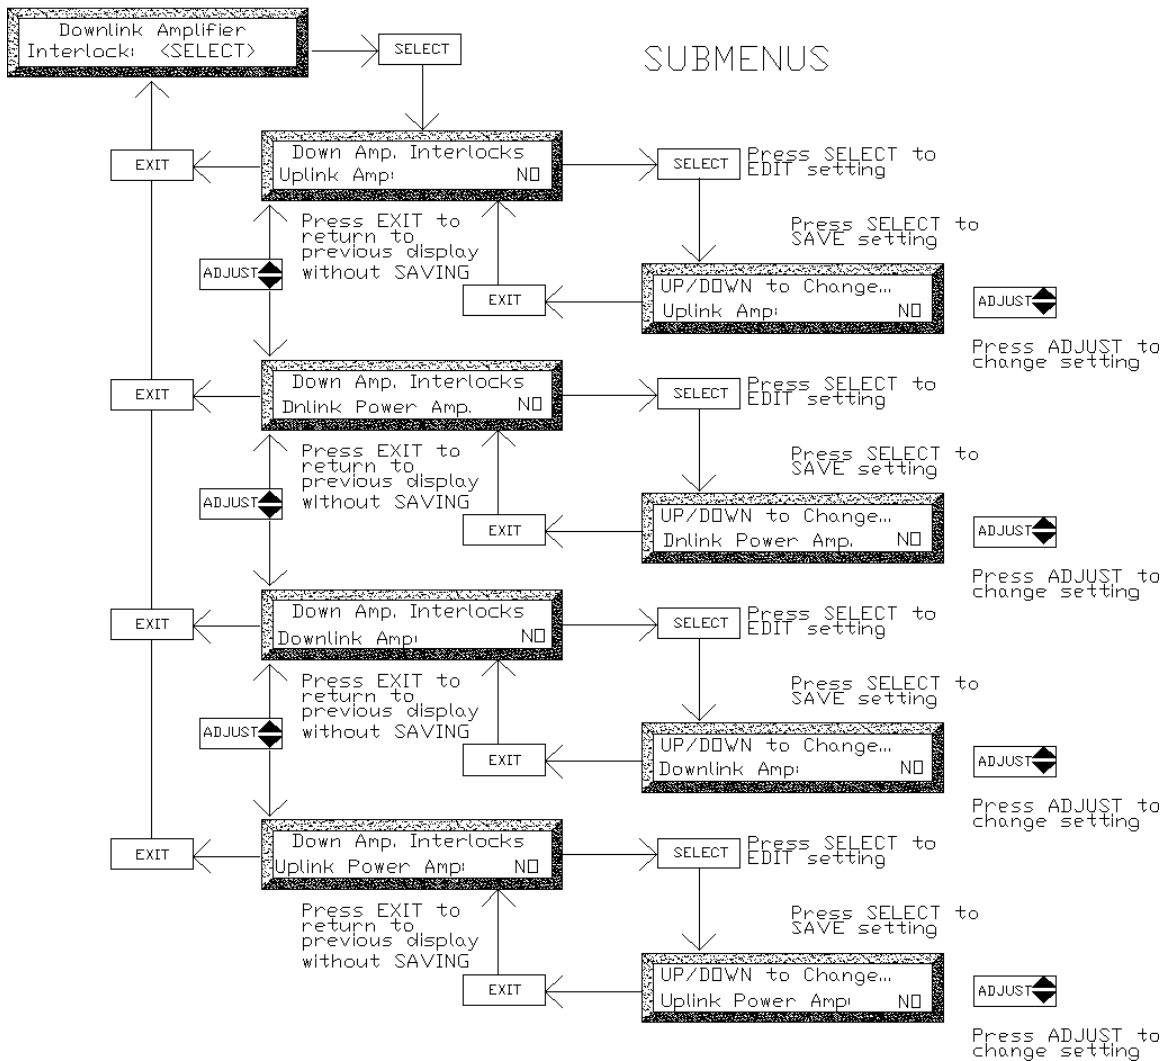 Downlink Amplifier
Interlock: <SELECT>
SELECT
SUBMENUS
EXIT
Down Amp. Interlocks
Uplink Amp: NO
SELECT
Press SELECT to
EDIT setting
Press EXIT to
return to
previous display
without SAVING
ADJUST
Press SELECT to
SAVE setting
EXIT
UP/DOWN to Change...
Uplink Amp: NO
ADJUST
Press ADJUST to
change setting
EXIT
Down Amp. Interlocks
Dnlink Power Amp. NO
SELECT
Press SELECT to
EDIT setting
Press EXIT to
return to
previous display
without SAVING
ADJUST
Press SELECT to
SAVE setting
EXIT
UP/DOWN to Change...
Dnlink Power Amp. NO
ADJUST
Press ADJUST to
change setting
EXIT
Down Amp. Interlocks
Downlink Amp: NO
SELECT
Press SELECT to
EDIT setting
Press EXIT to
return to
previous display
without SAVING
ADJUST
Press SELECT to
SAVE setting
EXIT
UP/DOWN to Change...
Downlink Amp: NO
ADJUST
Press ADJUST to
change setting
EXIT
Down Amp. Interlocks
Uplink Power Amp: NO
SELECT
Press SELECT to
EDIT setting
Press EXIT to
return to
previous display
without SAVING
Press SELECT to
SAVE setting
EXIT
UP/DOWN to Change...
Uplink Power Amp: NO
ADJUST
Press ADJUST to
change setting